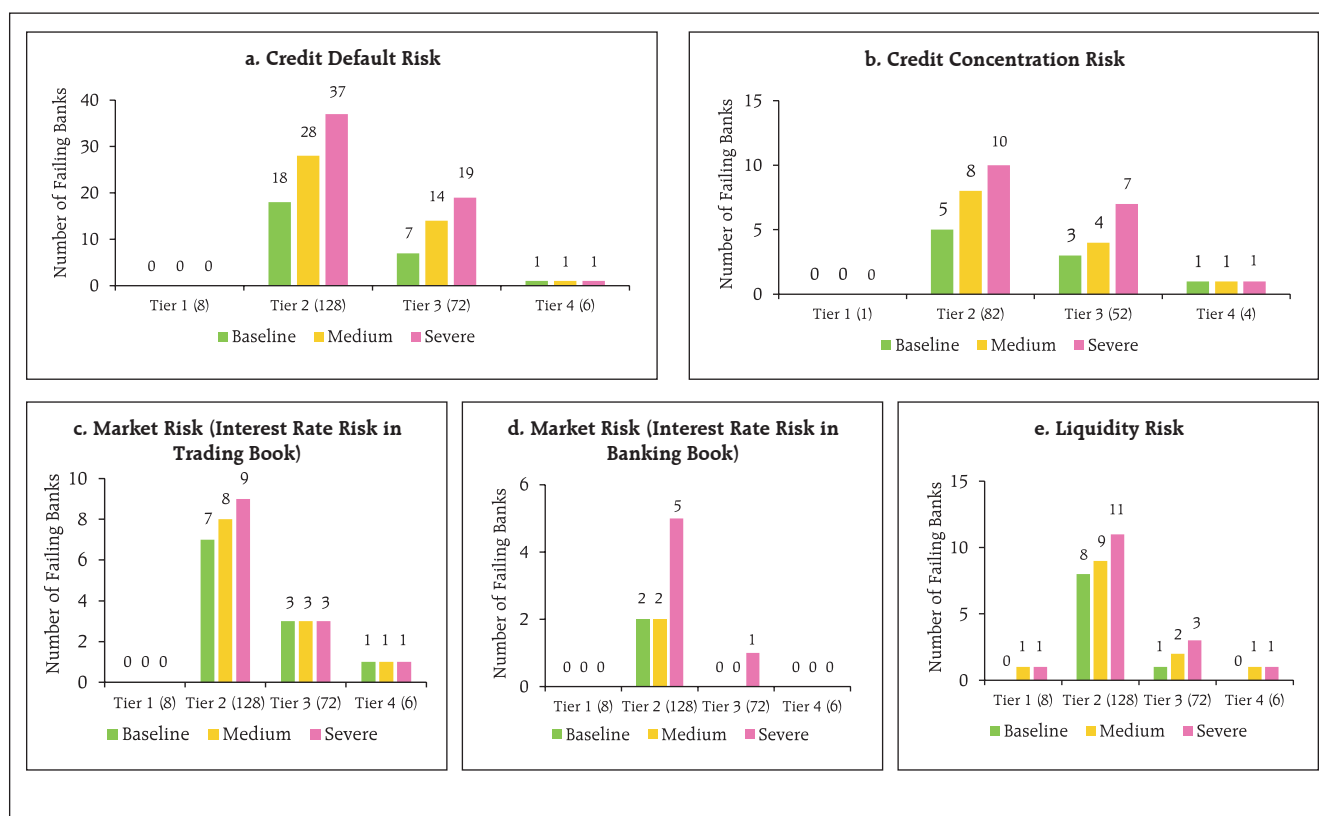 a. Credit Default Risk
Number of Failing Banks
40
30
20
10
0
0 0 0
18 28 37
7 14 19
1 1 1
Tier 1 (8) Tier 2 (128) Tier 3 (72) Tier 4 (6)
Baseline Medium Severe
b. Credit Concentration Risk
Number of Failing Banks
15
10
5
0
0 0 0
5 8 10
3 4 7
1 1 1
Tier 1 (1) Tier 2 (82) Tier 3 (52) Tier 4 (4)
Baseline Medium Severe
c. Market Risk (Interest Rate Risk in
Trading Book)
Number of Failing Banks
10
8
6
4
2
0
0 0 0
7 8 9
3 3 3
1 1 1
Tier 1 (8) Tier 2 (128) Tier 3 (72) Tier 4 (6)
Baseline Medium Severe
d. Market Risk (Interest Rate Risk in
Banking Book)
Number of Failing Banks
6
4
2
0
0 0 0
2 2 5
0 0 1
0 0 0
Tier 1 (8) Tier 2 (128) Tier 3 (72) Tier 4 (6)
Baseline Medium Severe
e. Liquidity Risk
Number of Failing Banks
15
10
5
0
0 1 1
8 9 11
1 2 3
0 1 1
Tier 1 (8) Tier 2 (128) Tier 3 (72) Tier 4 (6)
Baseline Medium Severe